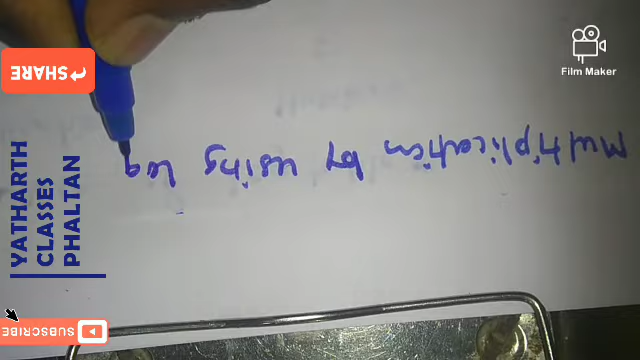 Multiplication by using
SHARE
Film Maker
YATHARTH
CLASSES
PHALTAN
SUBSCRIBE